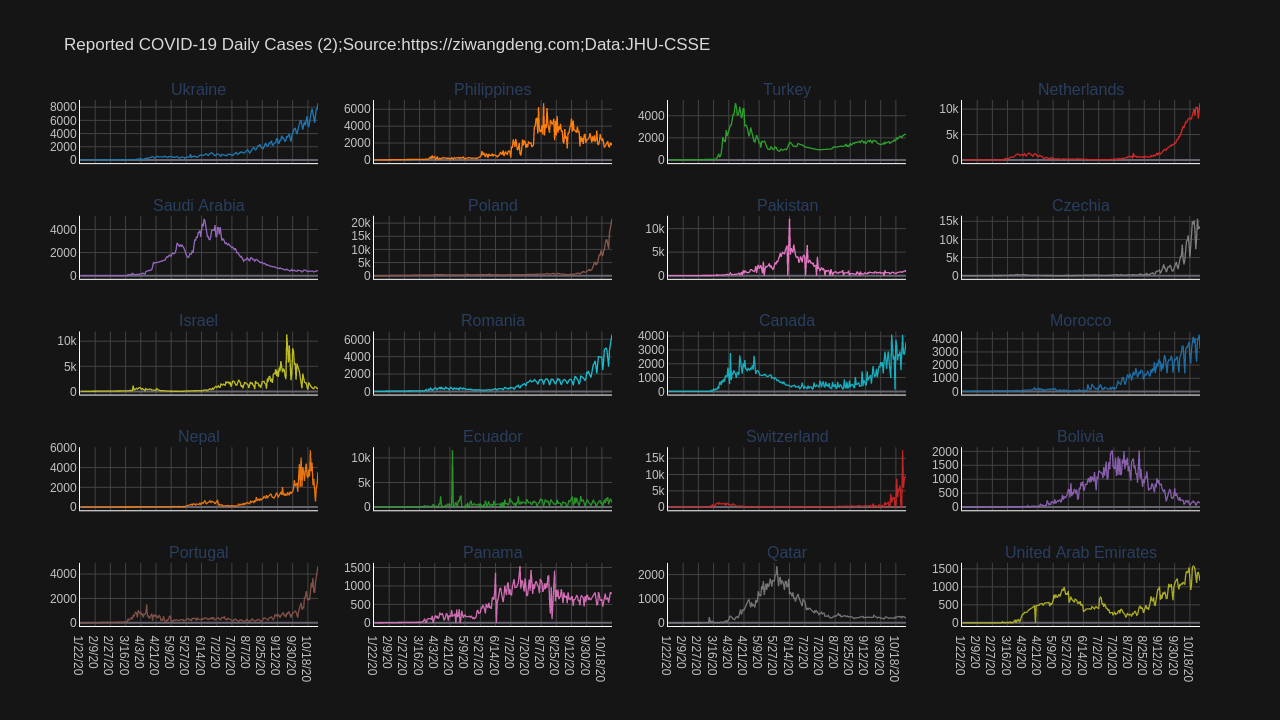 Reported COVID-19 Daily Cases (2);Source:https://ziwangdeng.com;Data:JHU-CSSE
Ukraine
8000
6000
4000
2000
0
Philippines
6000
4000
2000
0
Turkey
4000
2000
0
Netherlands
10k
5k
0
Saudi Arabia
4000
2000
0
Poland
20k
15k
10k
5k
0
Pakistan
10k
5k
0
Czechia
15k
10k
5k
0
Israel
10k
5k
0
Romania
6000
4000
2000
0
Canada
4000
3000
2000
1000
0
Morocco
4000
3000
2000
1000
0
Nepal
6000
4000
2000
0
Ecuador
10k
5k
0
Switzerland
15k
10k
5k
0
Bolivia
2000
1500
1000
500
0
Portugal
4000
2000
0
Panama
1500
1000
500
0
Qatar
2000
1000
0
United Arab Emirates
1500
1000
500
0
1/22/20 2/9/20 3/16/20 4/3/20 4/21/20 5/9/20 5/27/20 6/14/20 7/2/20 7/20/20 8/7/20 8/25/20 9/12/20 9/30/20 10/18/20
1/22/20 2/9/20 2/27/20 3/16/20 4/3/20 4/21/20 5/9/20 5/27/20 6/14/20 7/2/20 7/20/20 8/7/20 8/25/20 9/12/20 9/30/20 10/18/20
1/22/20 2/9/20 2/27/20 3/16/20 4/3/20 4/21/20 5/9/20 5/27/20 6/14/20 7/2/20 7/20/20 8/7/20 8/25/20 9/12/20 9/30/20 10/18/20
1/22/20 2/9/20 2/27/20 3/16/20 4/3/20 4/21/20 5/9/20 5/27/20 6/14/20 7/2/20 7/20/20 8/7/20 8/25/20 9/12/20 9/30/20 10/18/20